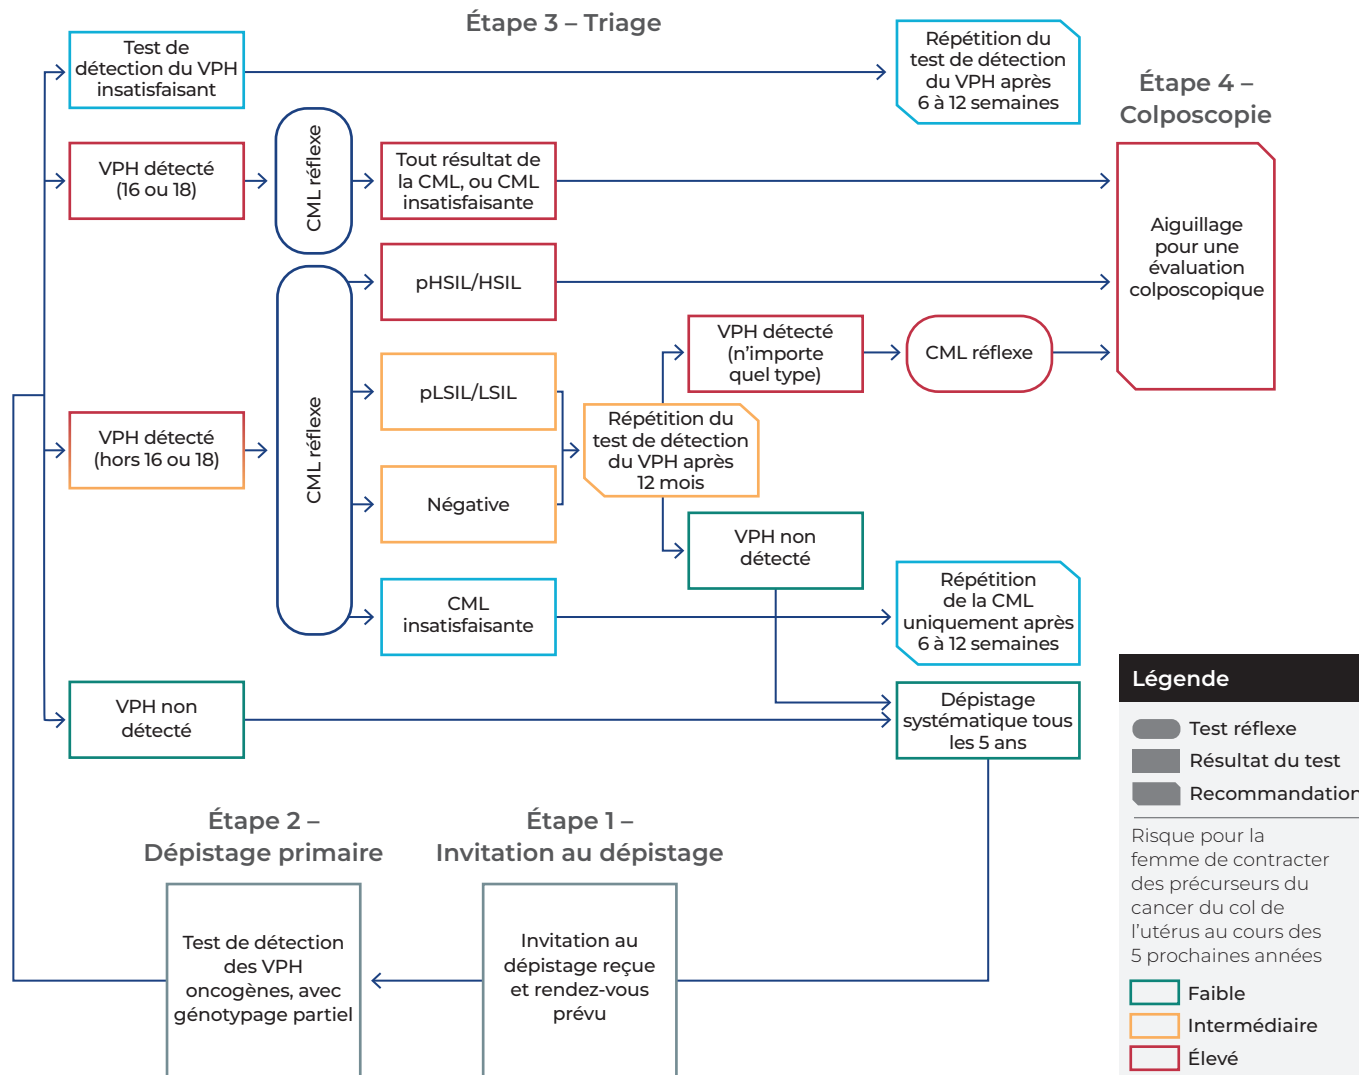 Étape 3 – Triage
Test de
détection du VPH
insatisfaisant
Répétition du
test de détection
du VPH après
6 à 12 semaines
Étape 4 –
Colposcopie
VPH détecté
(16 ou 18)
CML réflexe
Tout résultat de
la CML, ou CML
insatisfaisante
Aiguillage
pour une
évaluation
colposcopique
pHSIL/HSIL
VPH détecté
(n’importe
quel type)
CML réflexe
VPH détecté
(hors 16 ou 18)
CML réflexe
pLSIL/LSIL
Négative
Répétition du
test de détection
du VPH après
12 mois
VPH non
détecté
CML
insatisfaisante
Répétition
de la CML
uniquement après
6 à 12 semaines
VPH non
détecté
Dépistage
systématique tous
les 5 ans
Étape 2 –
Dépistage primaire
Étape 1 –
Invitation au dépistage
Test de détection
des VPH
oncogènes, avec
génotypage partiel
Invitation au
dépistage reçue
et rendez-vous
prévu
Légende
Test réflexe
Résultat du test
Recommandation
Risque pour la
femme de contracter
des précurseurs du
cancer du col de
l’utérus au cours des
5 prochaines années
Faible
Intermédiaire
Élevé